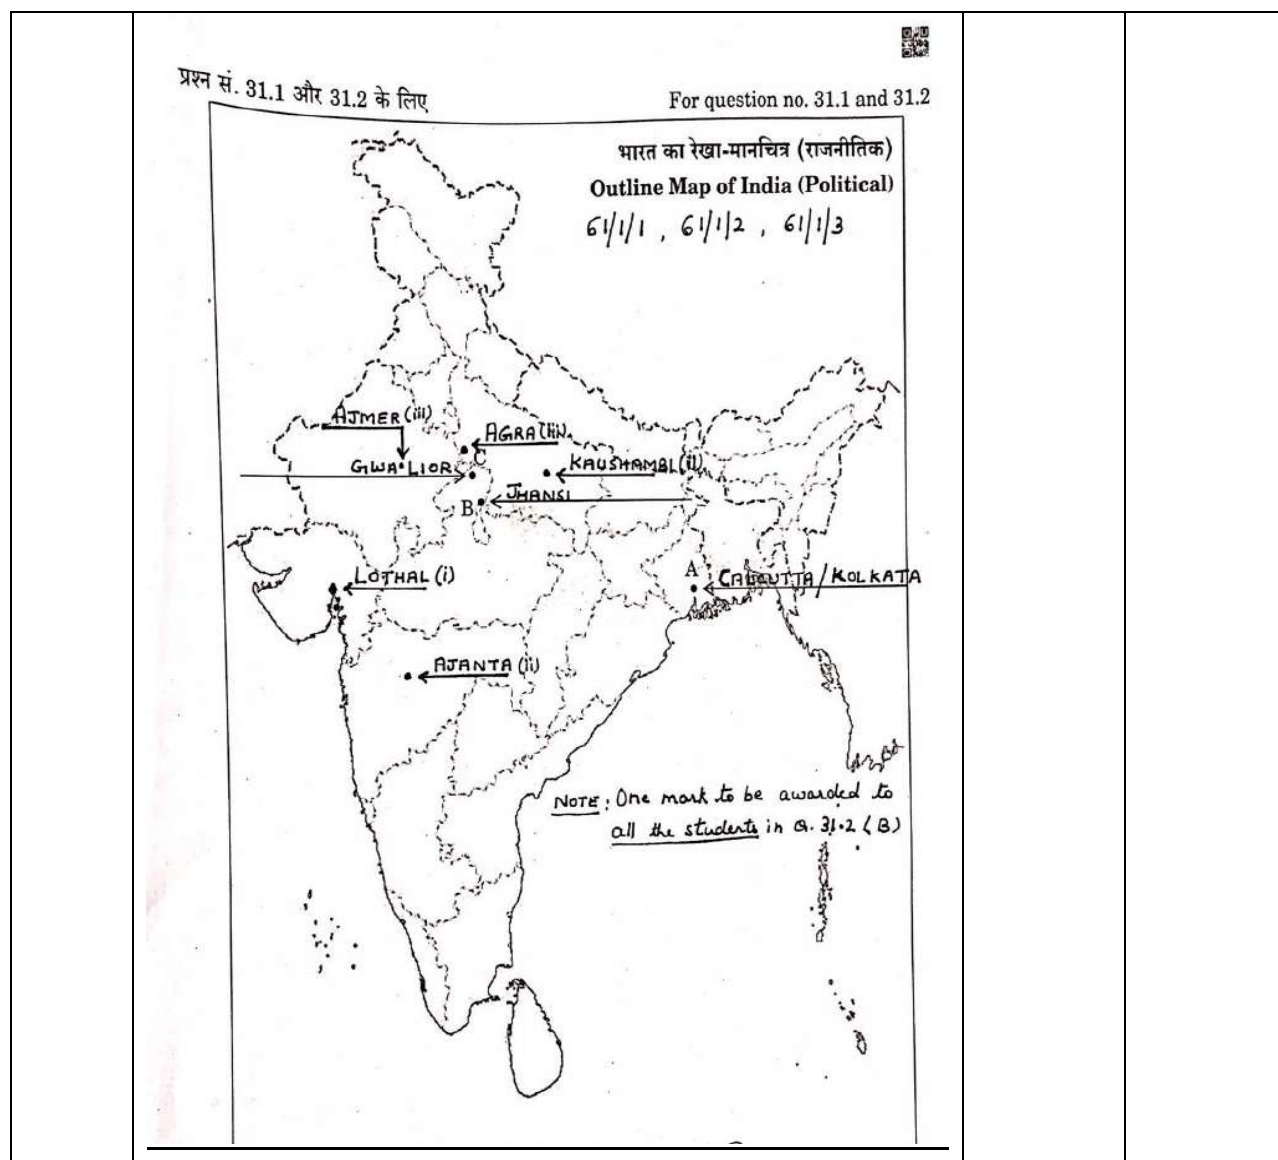 प्रश्न सं. 31.1 और 31.2 के लिए
For question no. 31.1 and 31.2
भारत का रेखा-मानचित्र (राजनीतिक)
Outline Map of India (Political)
61/1/1 , 61/1/2 , 61/1/3
AJMER (iii)
AGRA (iii)
C
GWALIOR
KAUSHAMBI (ii)
JHANSI
B
A
LOTHAL (i)
CALCUTTA/KOLKATA
AJANTA (ii)
NOTE : One mark to be awarded to
all the students in Q. 31.2 (B)